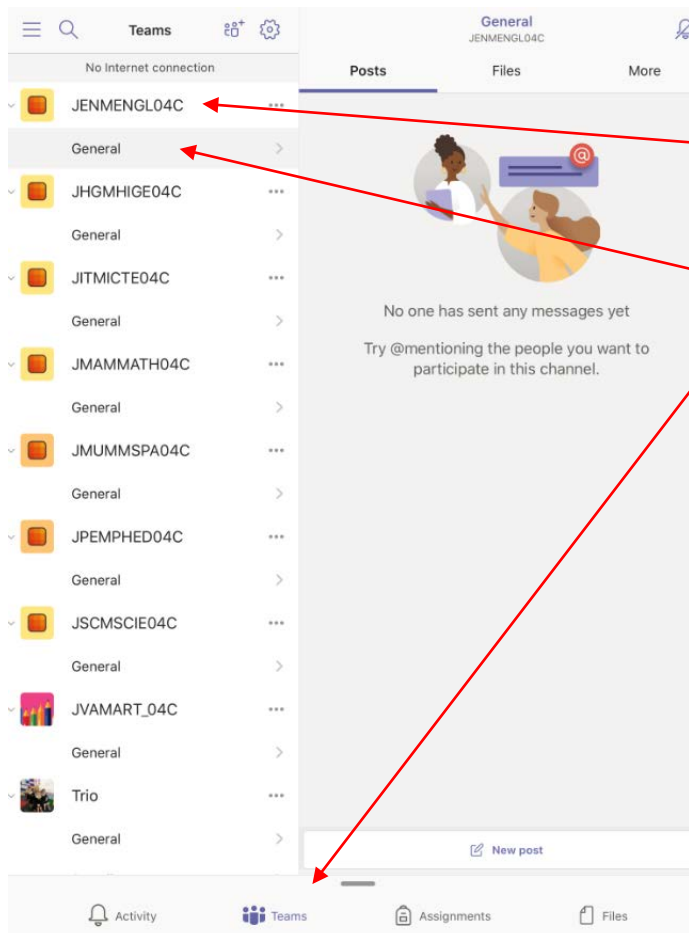 Teams
No Internet connection
JENMENGL04C
General
JHGMHIGE04C
General
JITMICTE04C
General
JMAMMATH04C
General
JMUMMSPA04C
General
JPEMPHED04C
General
JSCMSCIE04C
General
JVAMART_04C
General
Trio
General
General
JENMENGL04C
Posts Files More
@
No one has sent any messages yet
Try @mentioning the people you want to
participate in this channel.
New post
Activity Teams Assignments Files